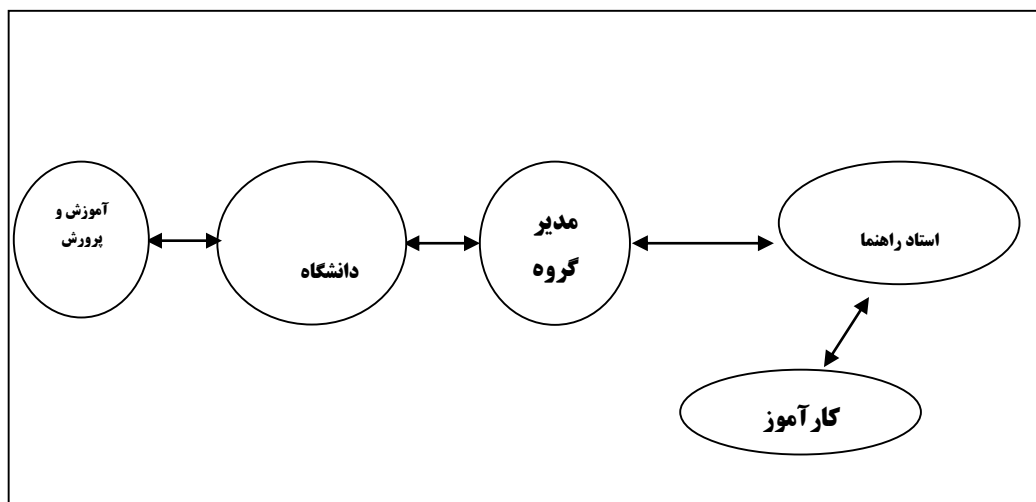 استاد راهنما
مدیر
گروه
دانشگاه
آموزش و
پرورش
کارآموز